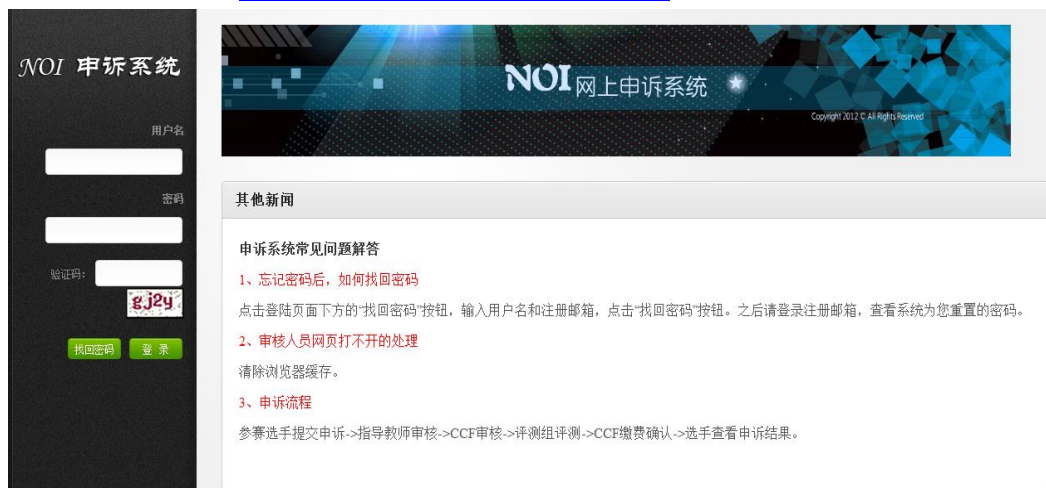 NOI 申诉系统
用户名
密码
验证码:
gj2y
找回密码
登 录
NOI 网上申诉系统
Copyright 2012 © All Rights Reserved
其他新闻
申诉系统常见问题解答
1、忘记密码后，如何找回密码
点击登陆页面下方的“找回密码”按钮，输入用户名和注册邮箱，点击“找回密码”按钮。之后请登录注册邮箱，查看系统为您重置的密码。
2、审核人员网页打不开的处理
清除浏览器缓存。
3、申诉流程
参赛选手提交申诉->指导教师审核->CCF审核->评测组评测->CCF缴费确认->选手查看申诉结果。